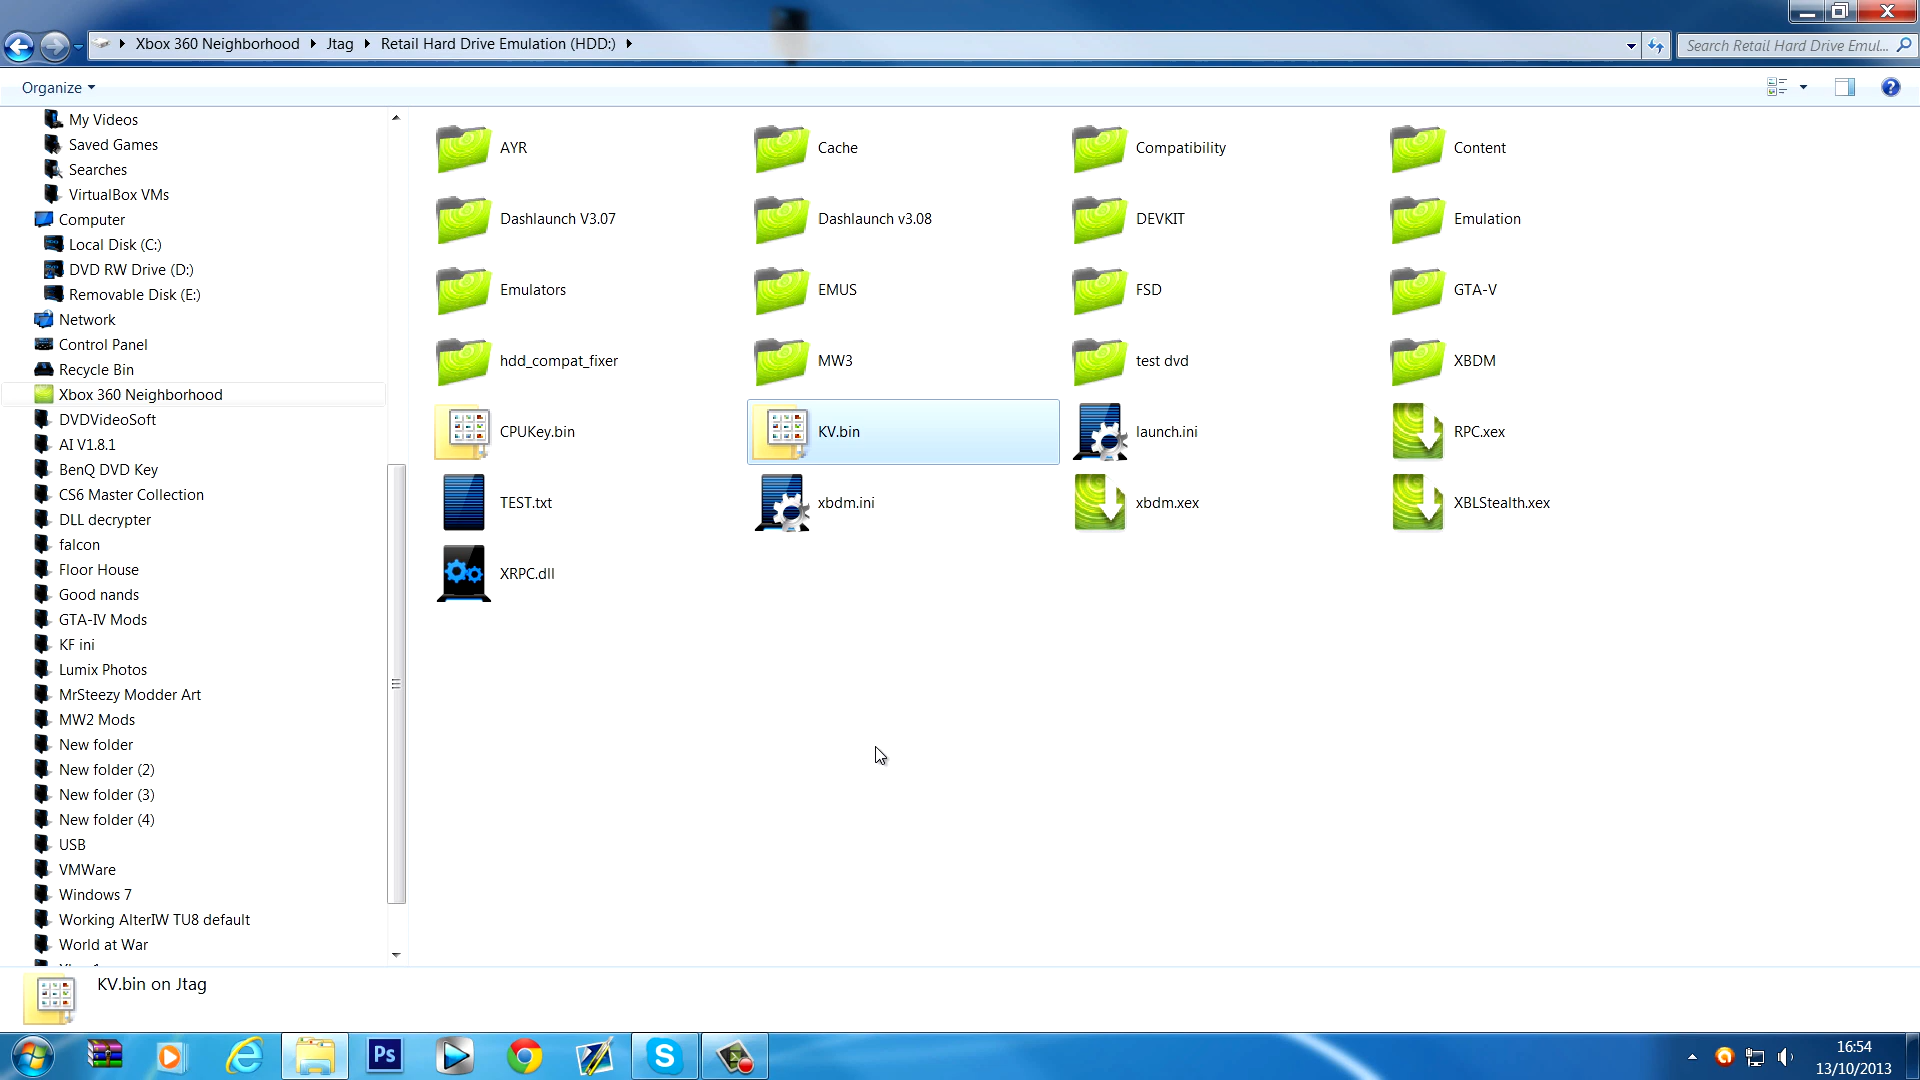 Xbox 360 Neighborhood Jtag Retail Hard Drive Emulation (HDD:)
Search Retail Hard Drive Emul...
Organize
My Videos
Saved Games
Searches
VirtualBox VMs
Computer
Local Disk (C:)
DVD RW Drive (D:)
Removable Disk (E:)
Network
Control Panel
Recycle Bin
Xbox 360 Neighborhood
DVDVideoSoft
AI V1.8.1
BenQ DVD Key
CS6 Master Collection
DLL decrypter
falcon
Floor House
Good nands
GTA-IV Mods
KF ini
Lumix Photos
MrSteezy Modder Art
MW2 Mods
New folder
New folder (2)
New folder (3)
New folder (4)
USB
VMWare
Windows 7
Working AlterIW TU8 default
World at War
AYR
Cache
Compatibility
Content
Dashlaunch V3.07
Dashlaunch v3.08
DEVKIT
Emulation
Emulators
EMUS
FSD
GTA-V
hdd_compat_fixer
MW3
test dvd
XBDM
CPUKey.bin
KV.bin
launch.ini
RPC.xex
TEST.txt
xbdm.ini
xbdm.xex
XBLStealth.xex
XRPC.dll
KV.bin on Jtag
Ps
16:54
13/10/2013